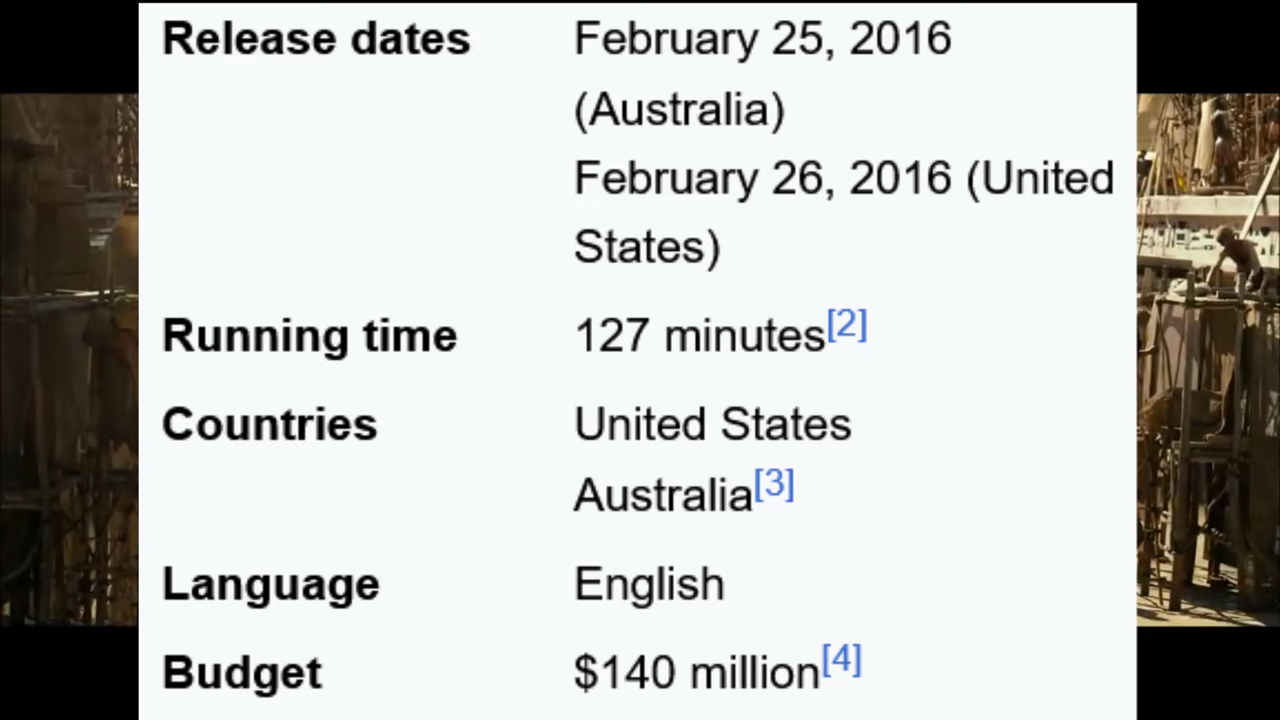 Release dates February 25, 2016
(Australia)
February 26, 2016 (United
States)
Running time 127 minutes[2]
Countries United States
Australia[3]
Language English
Budget $140 million[4]